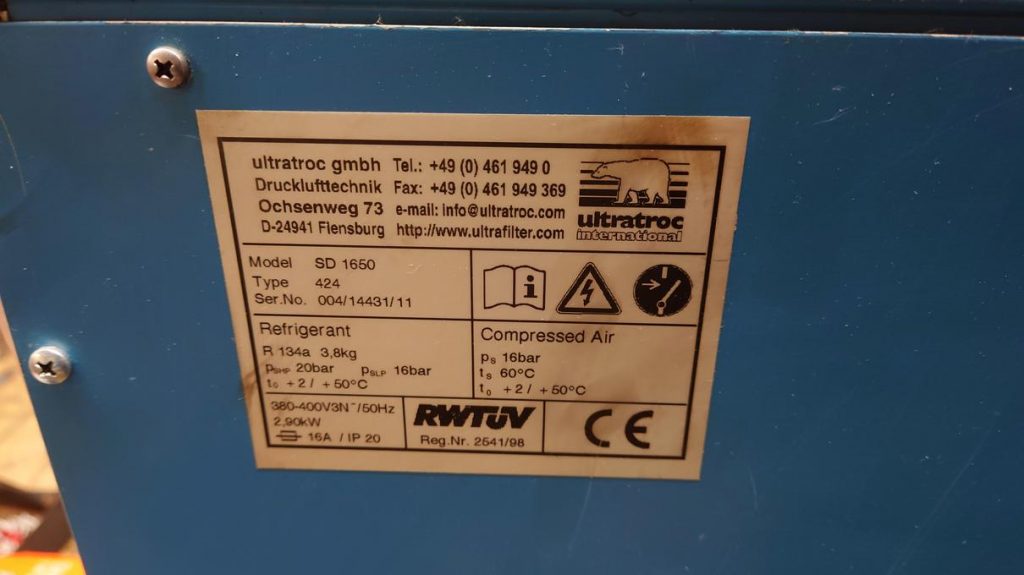 ultratroc gmbh Tel.: +49 (0) 461 949 0
Drucklufttechnik Fax: +49 (0) 461 949 369
Ochsenweg 73 e-mail: info@ultratroc.com
D-24941 Flensburg http://www.ultrafilter.com
ultratroc
international
Model SD 1650
Type 424
Ser.No. 004/14431/11
i
Refrigerant
R 134a 3,8kg
pSHP 20bar pSLP 16bar
t0 +2 / +50°C
Compressed Air
pS 16bar
tS 60°C
t0 +2 / +50°C
380-400V3N~/50Hz
2,90kW
16A / IP 20
RWTÜV
Reg.Nr. 2541/98
CE